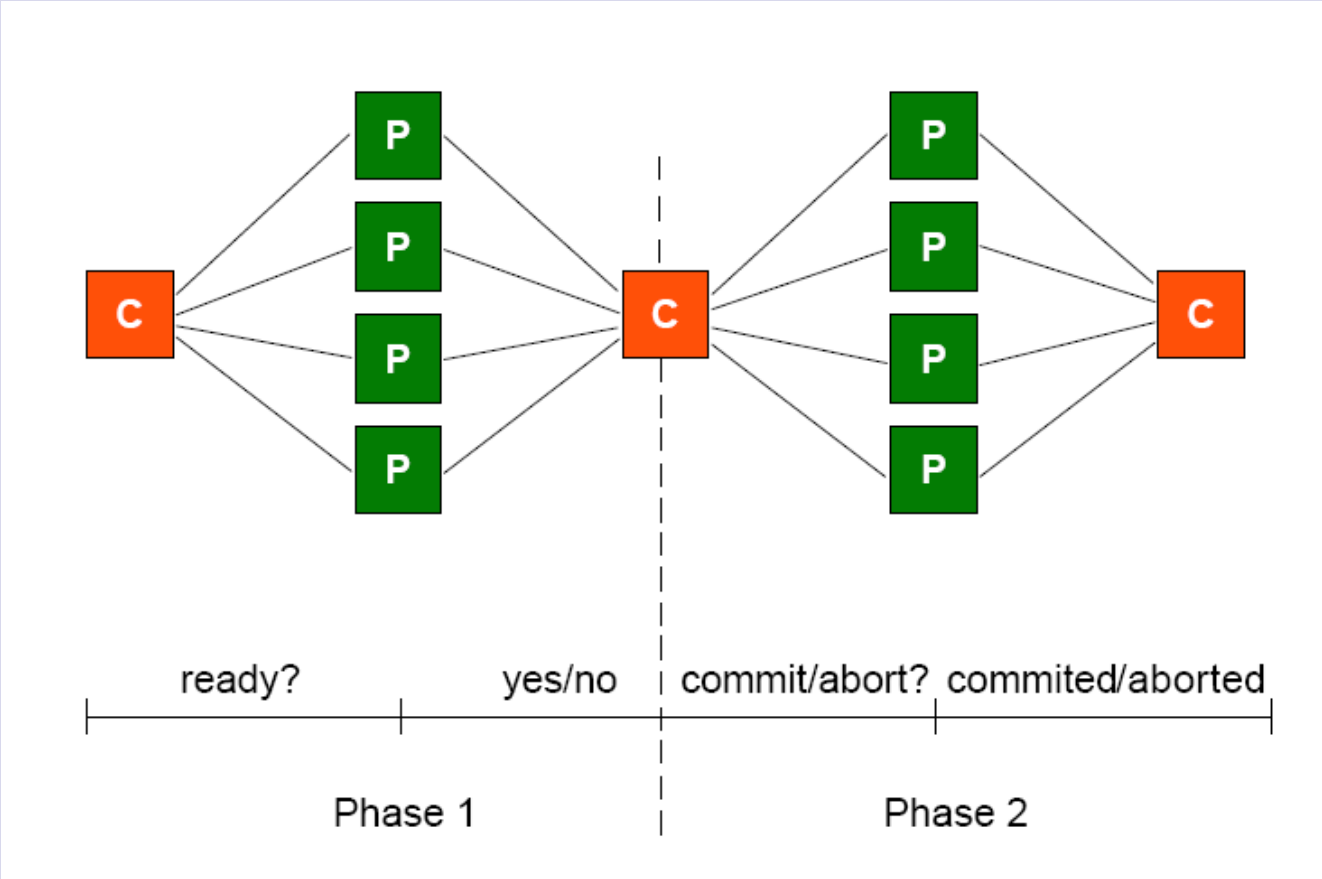 P P
P P
C C C
P P
P P
ready? yes/no commit/abort? commited/aborted
Phase 1 Phase 2